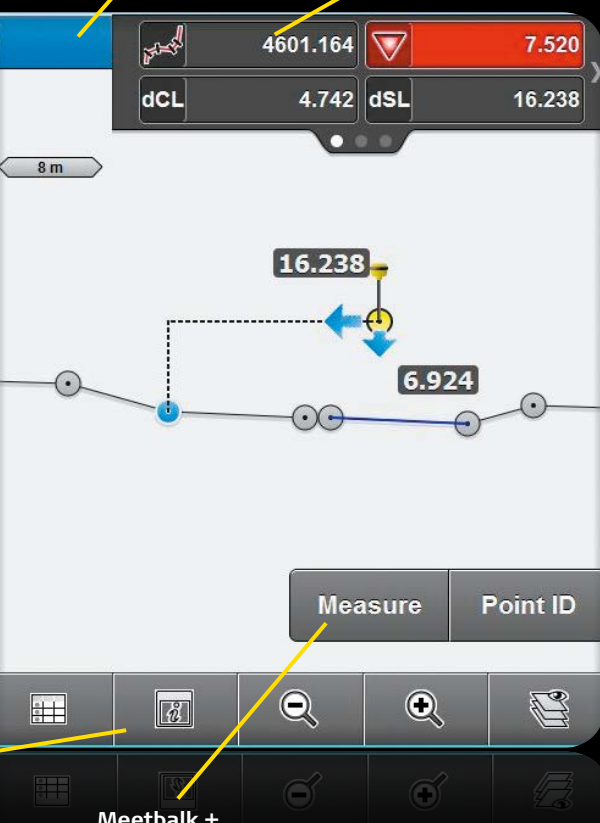 4601.164
7.520
dCL
4.742
dSL
16.238
8 m
16.238
6.924
Measure
Point ID
Meetbalk +